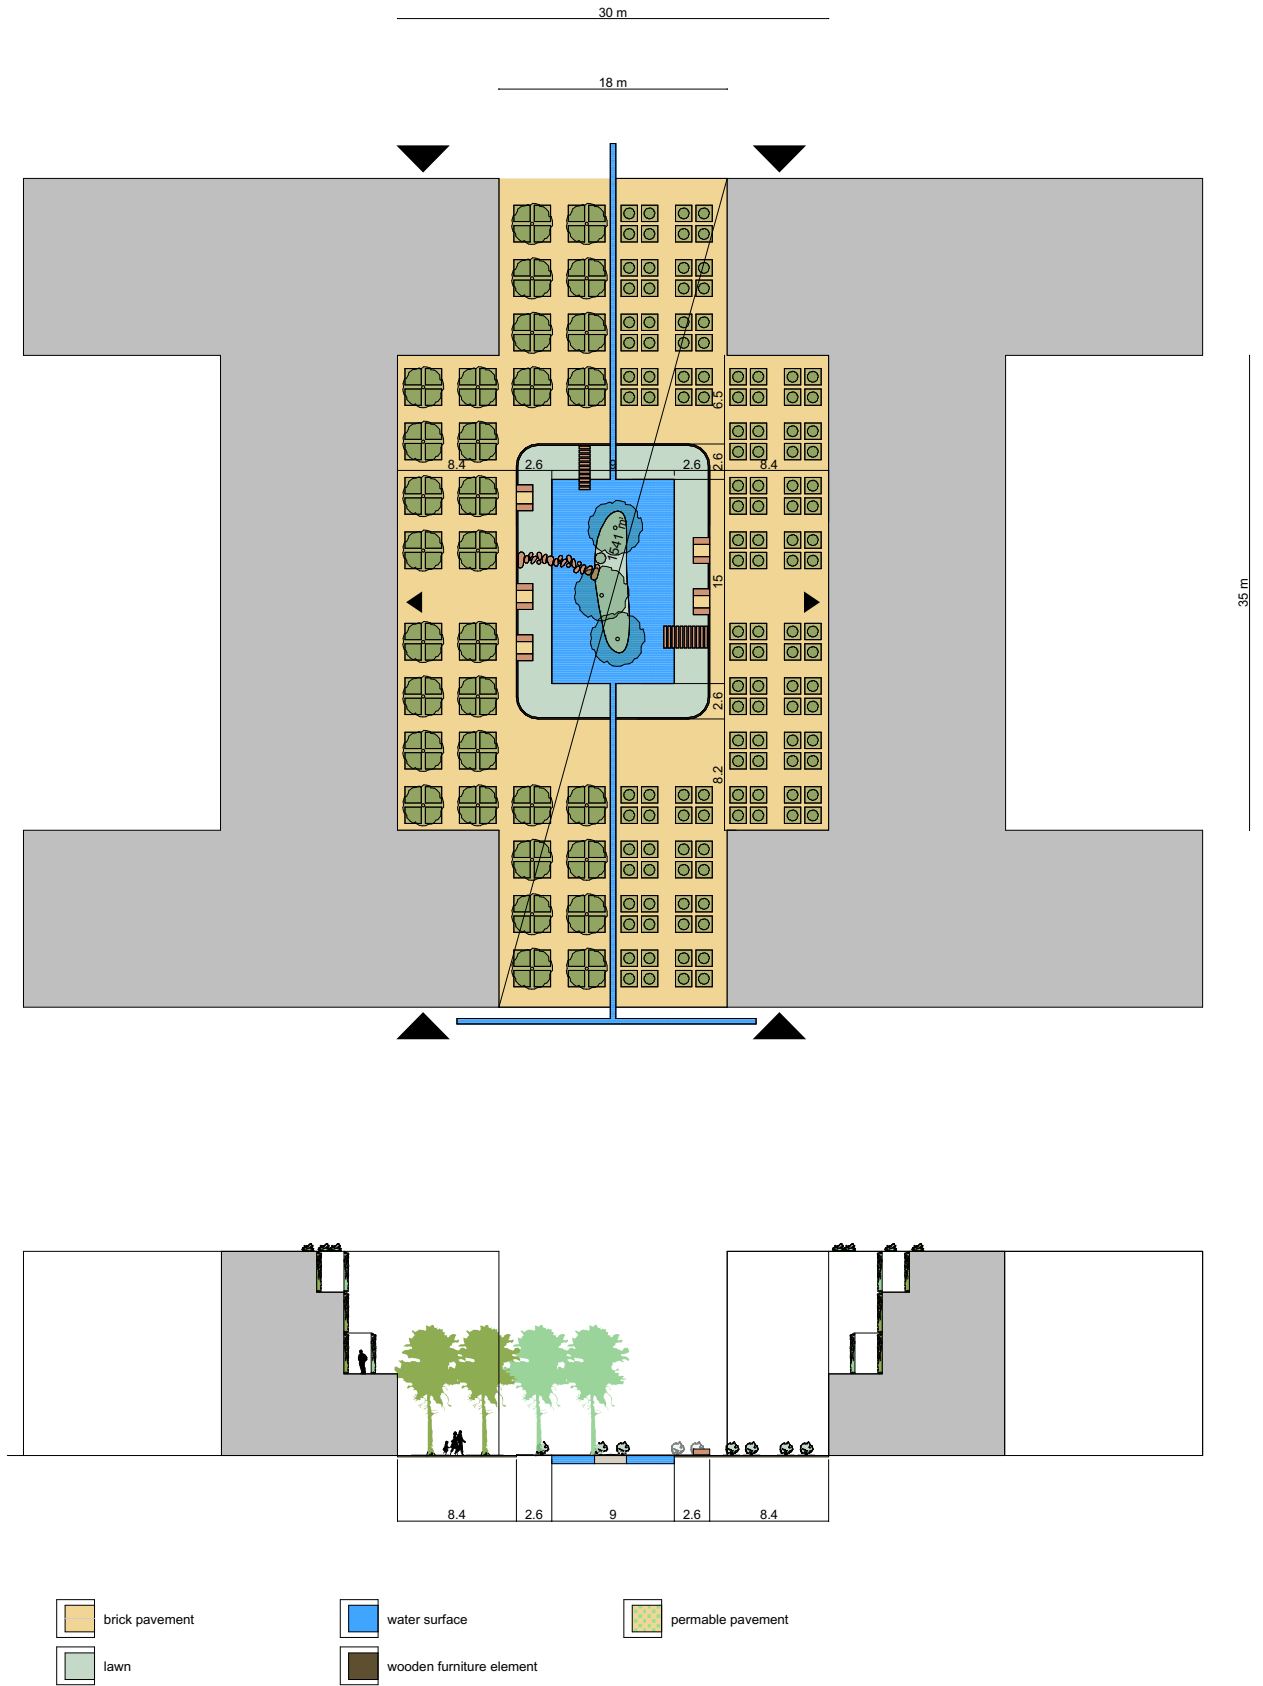 30 m
18 m
6.5
2.6
8.4
2.6
9
2.6
8.4
1541 m²
15
35 m
2.6
8.2
8.4
2.6
9
2.6
8.4
brick pavement
water surface
permable pavement
lawn
wooden furniture element